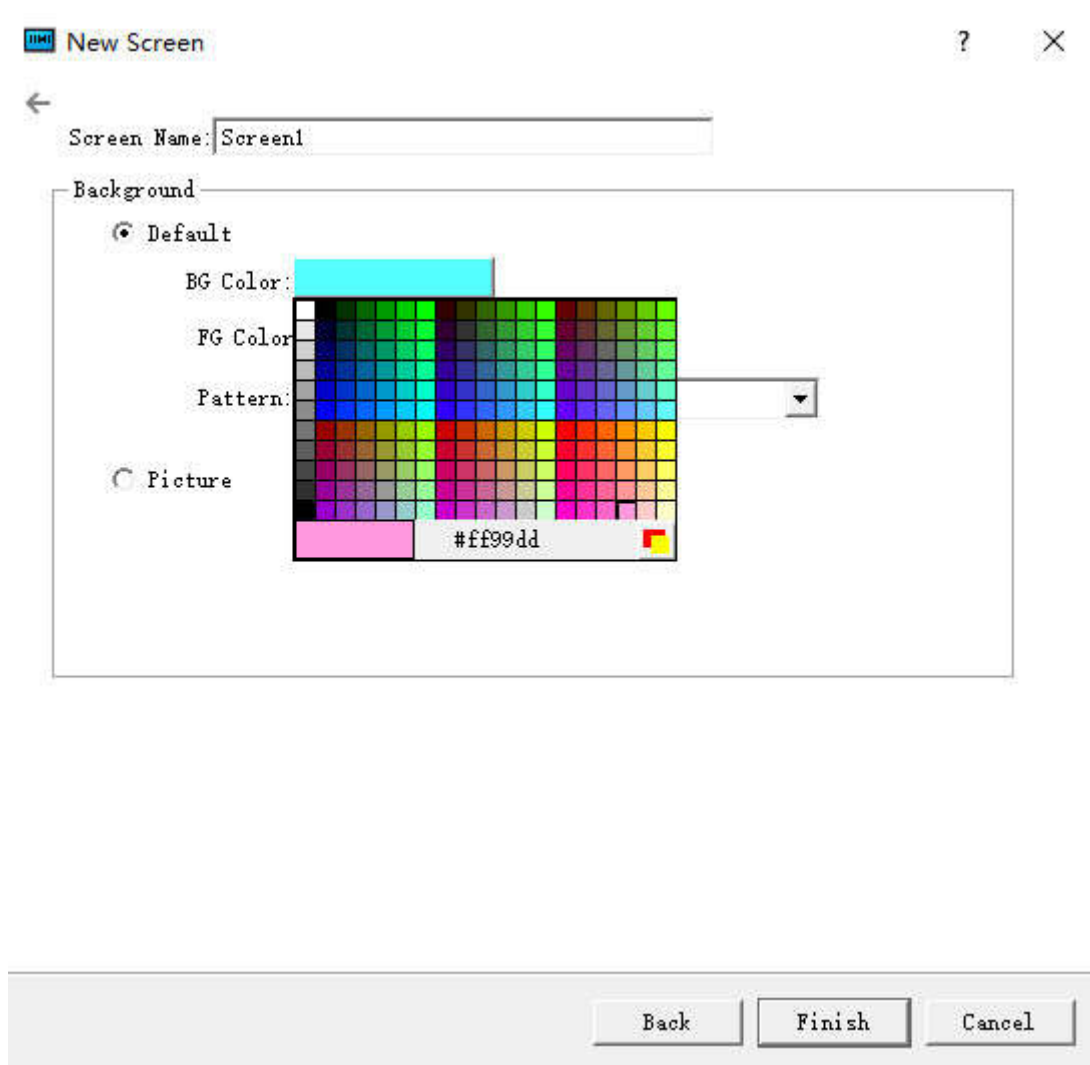 New Screen
Screen Name: Screen1
Background
Default
BG Color:
FG Color
Pattern:
Picture
#ff99dd
Back Finish Cancel